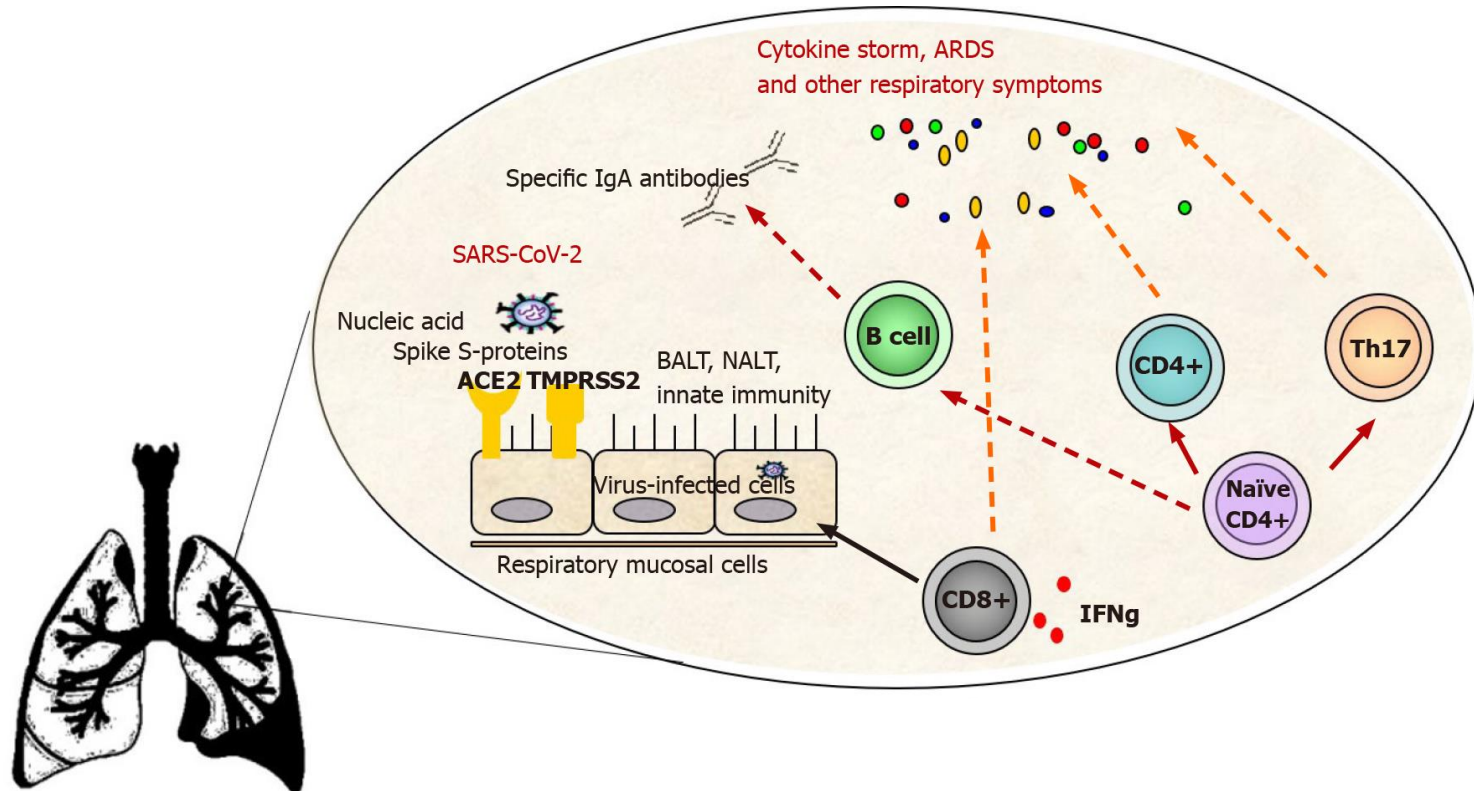 Cytokine storm, ARDS
and other respiratory symptoms
Specific IgA antibodies
SARS-CoV-2
Nucleic acid
Spike S-proteins
ACE2 TMPRSS2
BALT, NALT,
innate immunity
B cell
CD4+
Th17
Virus-infected cells
Naïve
CD4+
Respiratory mucosal cells
CD8+
IFNg